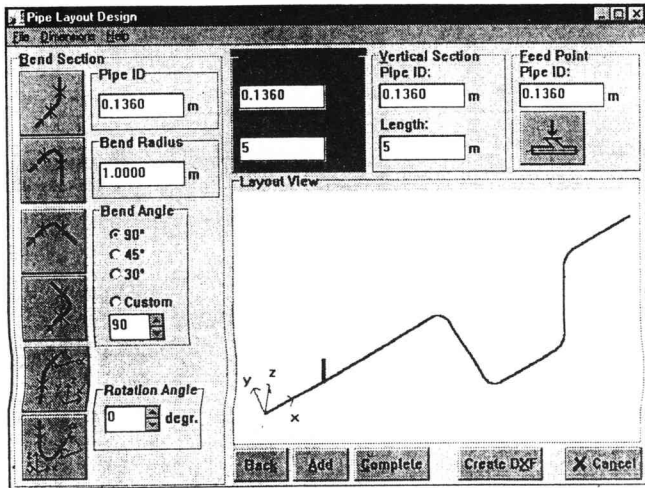 Pipe Layout Design
File Dimensions Help
Bend Section
Pipe ID
0.1360 m
Bend Radius
1.0000 m
Bend Angle
90°
45°
30°
Custom
90
Rotation Angle
0 degr.
0.1360
5
Vertical Section
Pipe ID:
0.1360 m
Length:
5 m
Feed Point
Pipe ID:
0.1360 m
Layout View
y z x
Back Add Complete Create DXF X Cancel